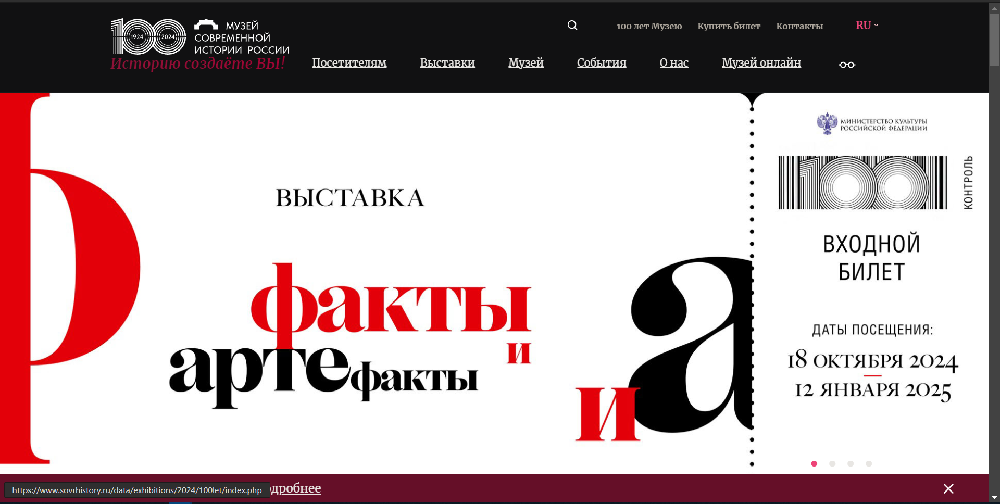 100
1924
2024
МУЗЕЙ
СОВРЕМЕННОЙ
ИСТОРИИ РОССИИ
Историю создаёте ВЫ!
100 лет Музею
Купить билет
Контакты
RU
Посетителям
Выставки
Музей
События
О нас
Музей онлайн
ВЫСТАВКА
факты
и
артефакты
и а
МИНИСТЕРСТВО КУЛЬТУРЫ
РОССИЙСКОЙ ФЕДЕРАЦИИ
100
КОНТРОЛЬ
ВХОДНОЙ
БИЛЕТ
ДАТЫ ПОСЕЩЕНИЯ:
18 ОКТЯБРЯ 2024
—
12 ЯНВАРЯ 2025
https://www.sovrhistory.ru/data/exhibitions/2024/100let/index.php
дробнее